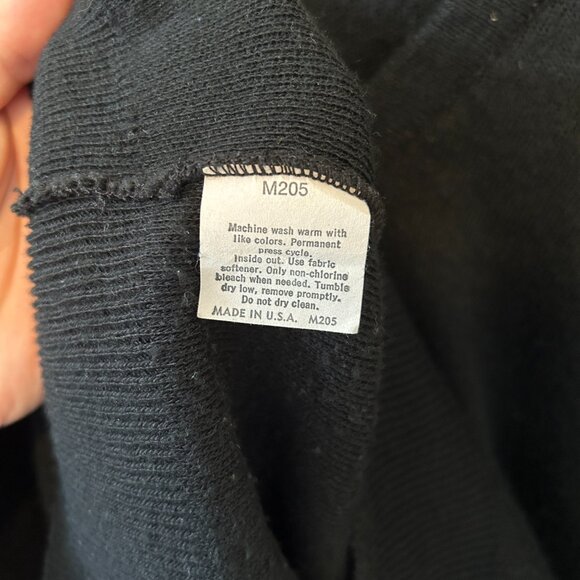 M205
Machine wash warm with
like colors. Permanent
press cycle.
Inside out. Use fabric
softener. Only non-chlorine
bleach when needed. Tumble
dry low, remove promptly.
Do not dry clean.
MADE IN U.S.A. M205